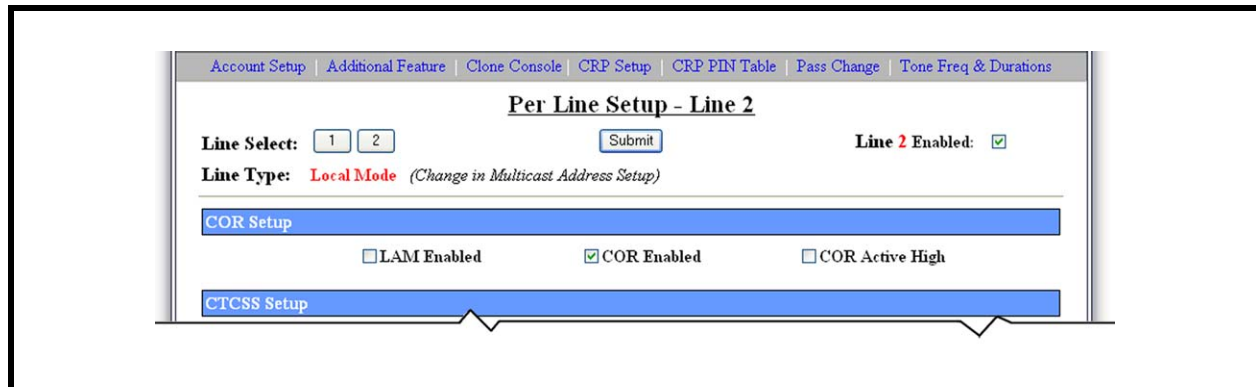 Account Setup | Additional Feature | Clone Console | CRP Setup | CRP PIN Table | Pass Change | Tone Freq & Durations
Per Line Setup - Line 2
Line Select: 1 2 Submit Line 2 Enabled:
Line Type: Local Mode (Change in Multicast Address Setup)
COR Setup
LAM Enabled COR Enabled COR Active High
CTCSS Setup